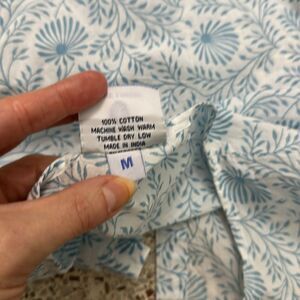 100% COTTON
MACHINE WASH WARM
TUMBLE DRY LOW
MADE IN INDIA
M